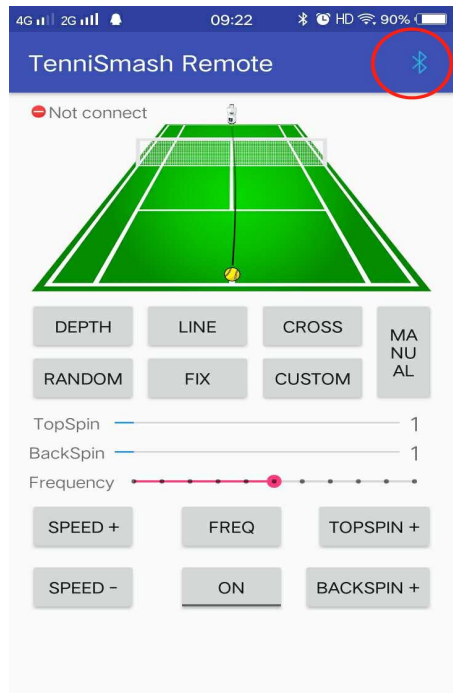 4G 2G 09:22 HD 90%
TenniSmash Remote
Not connect
DEPTH LINE CROSS MA
NU
AL
RANDOM FIX CUSTOM
TopSpin 1
BackSpin 1
Frequency
SPEED + FREQ TOPSPIN +
SPEED - ON BACKSPIN +